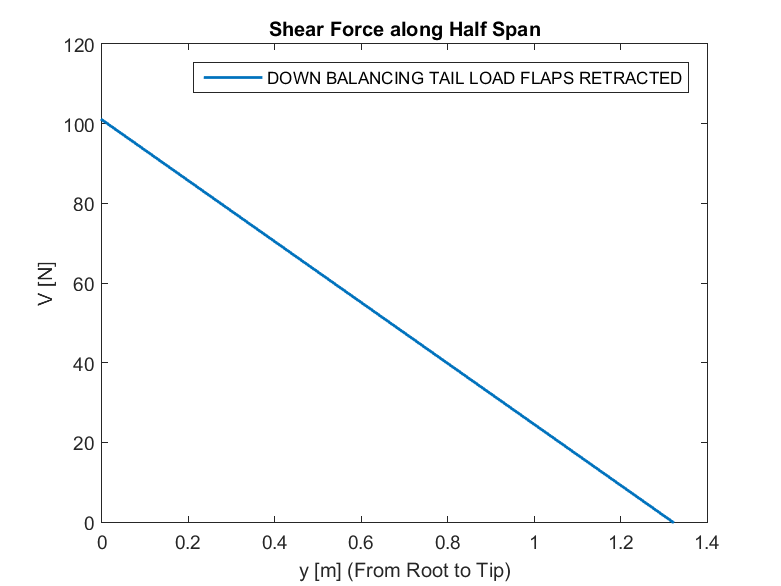 Shear Force along Half Span
DOWN BALANCING TAIL LOAD FLAPS RETRACTED
120
100
80
60
40
20
0
V [N]
0 0.2 0.4 0.6 0.8 1 1.2 1.4
y [m] (From Root to Tip)